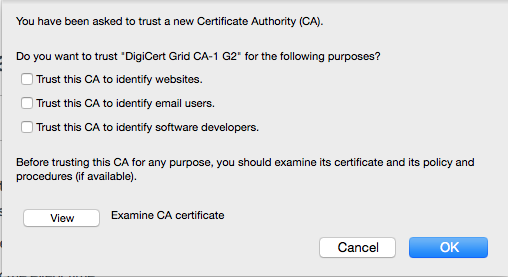 You have been asked to trust a new Certificate Authority (CA).
Do you want to trust "DigiCert Grid CA-1 G2" for the following purposes?
Trust this CA to identify websites.
Trust this CA to identify email users.
Trust this CA to identify software developers.
Before trusting this CA for any purpose, you should examine its certificate and its policy and
procedures (if available).
View Examine CA certificate
Cancel OK